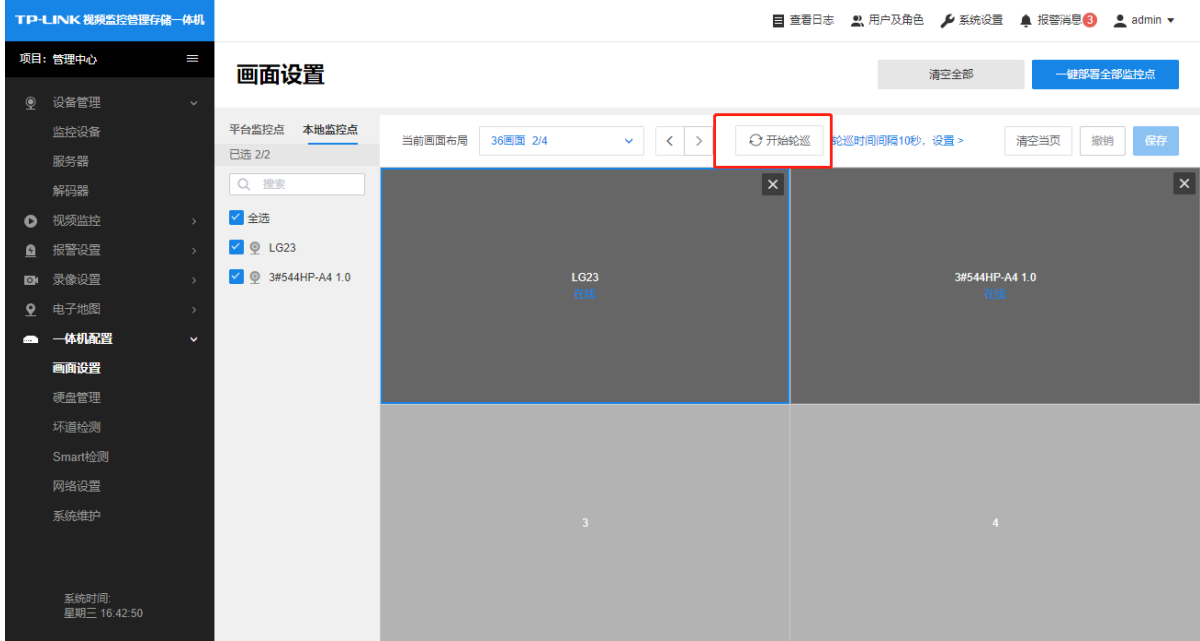 TP-LINK 视频监控管理存储一体机
查看日志 用户及角色 系统设置 报警消息 3 admin
项目: 管理中心
画面设置
清空全部 一键部署全部监控点
设备管理
监控设备
服务器
解码器
视频监控
报警设置
录像设置
电子地图
一体机配置
画面设置
硬盘管理
坏道检测
Smart检测
网络设置
系统维护
系统时间:
星期三 16:42:50
平台监控点 本地监控点
已选 2/2
搜索
全选
LG23
3#544HP-A4 1.0
当前画面布局 36画面 2/4 < > 开始轮巡 轮巡时间间隔10秒, 设置 > 清空当页 撤销 保存
LG23
在线
3#544HP-A4 1.0
在线
3
4